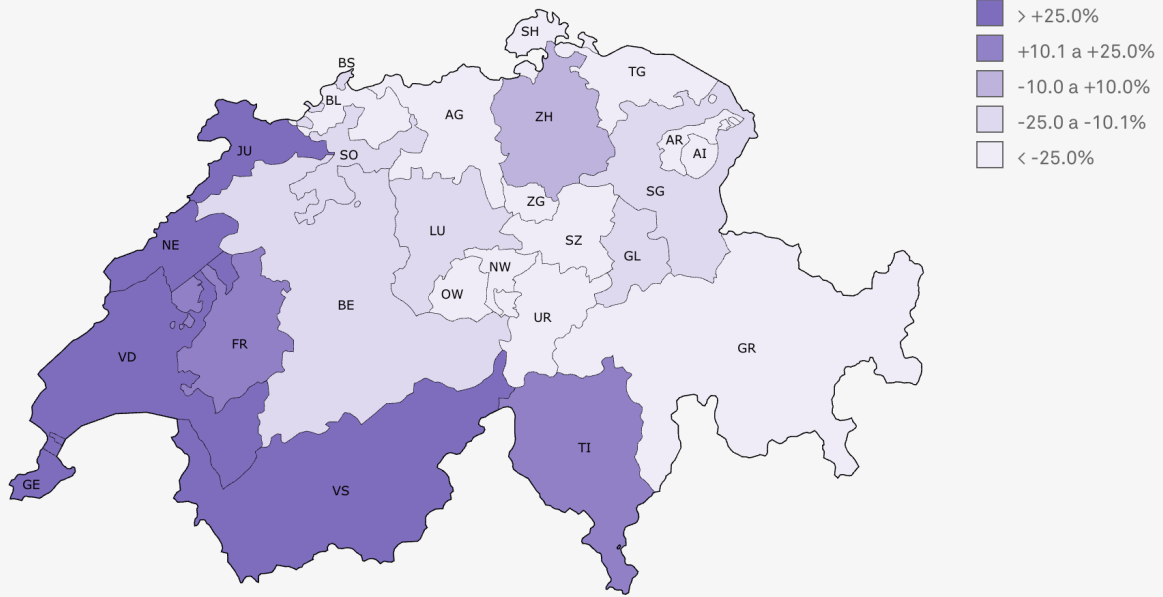 > +25.0%
+10.1 a +25.0%
-10.0 a +10.0%
-25.0 a -10.1%
< -25.0%
SH
BS
TG
BL
AG
ZH
AR
AI
JU
SO
SG
ZG
LU
SZ
NE
GL
NW
OW
BE
UR
FR
GR
VD
TI
GE
VS